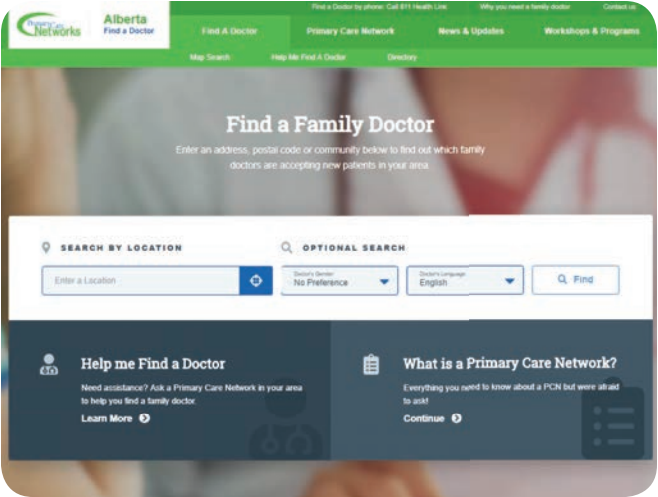 Find a Doctor by phone: Call 811 Health Link
Why you need a family doctor
Contact us
Primary Care
Networks
Alberta
Find a Doctor
Find A Doctor
Primary Care Network
News & Updates
Workshops & Programs
Map Search
Help Me Find A Doctor
Directory
Find a Family Doctor
Enter an address, postal code or community below to find out which family
doctors are accepting new patients in your area.
SEARCH BY LOCATION
OPTIONAL SEARCH
Enter a Location
Doctor's Gender
No Preference
Doctor's Language
English
Find
Help me Find a Doctor
Need assistance? Ask a Primary Care Network in your area
to help you find a family doctor.
Learn More
What is a Primary Care Network?
Everything you need to know about a PCN but were afraid
to ask!
Continue